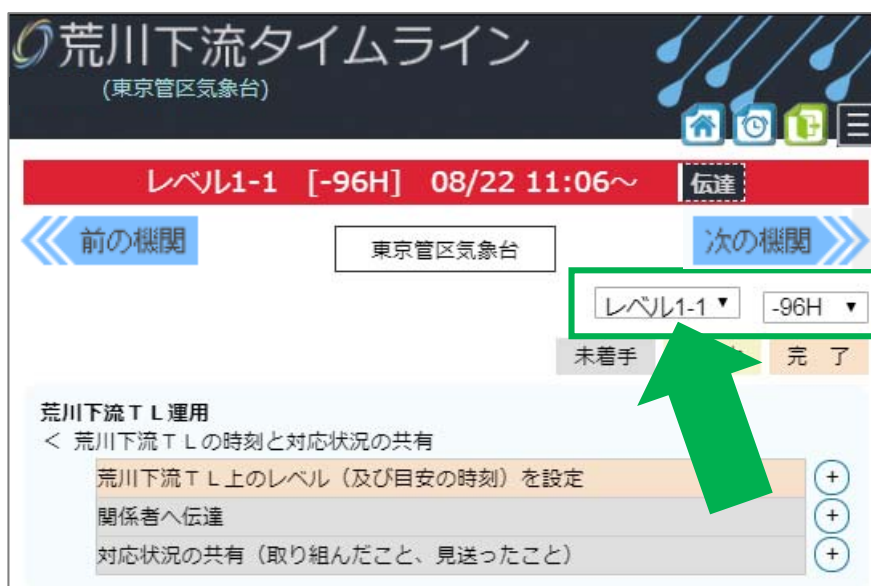 荒川下流タイムライン
(東京管区気象台)
レベル1-1 [-96H] 08/22 11:06～ 伝達
前の機関 東京管区気象台 次の機関
レベル1-1 -96H
未着手 完 了
荒川下流ＴＬ運用
＜ 荒川下流ＴＬの時刻と対応状況の共有
荒川下流ＴＬ上のレベル（及び目安の時刻）を設定
関係者へ伝達
対応状況の共有（取り組んだこと、見送ったこと）